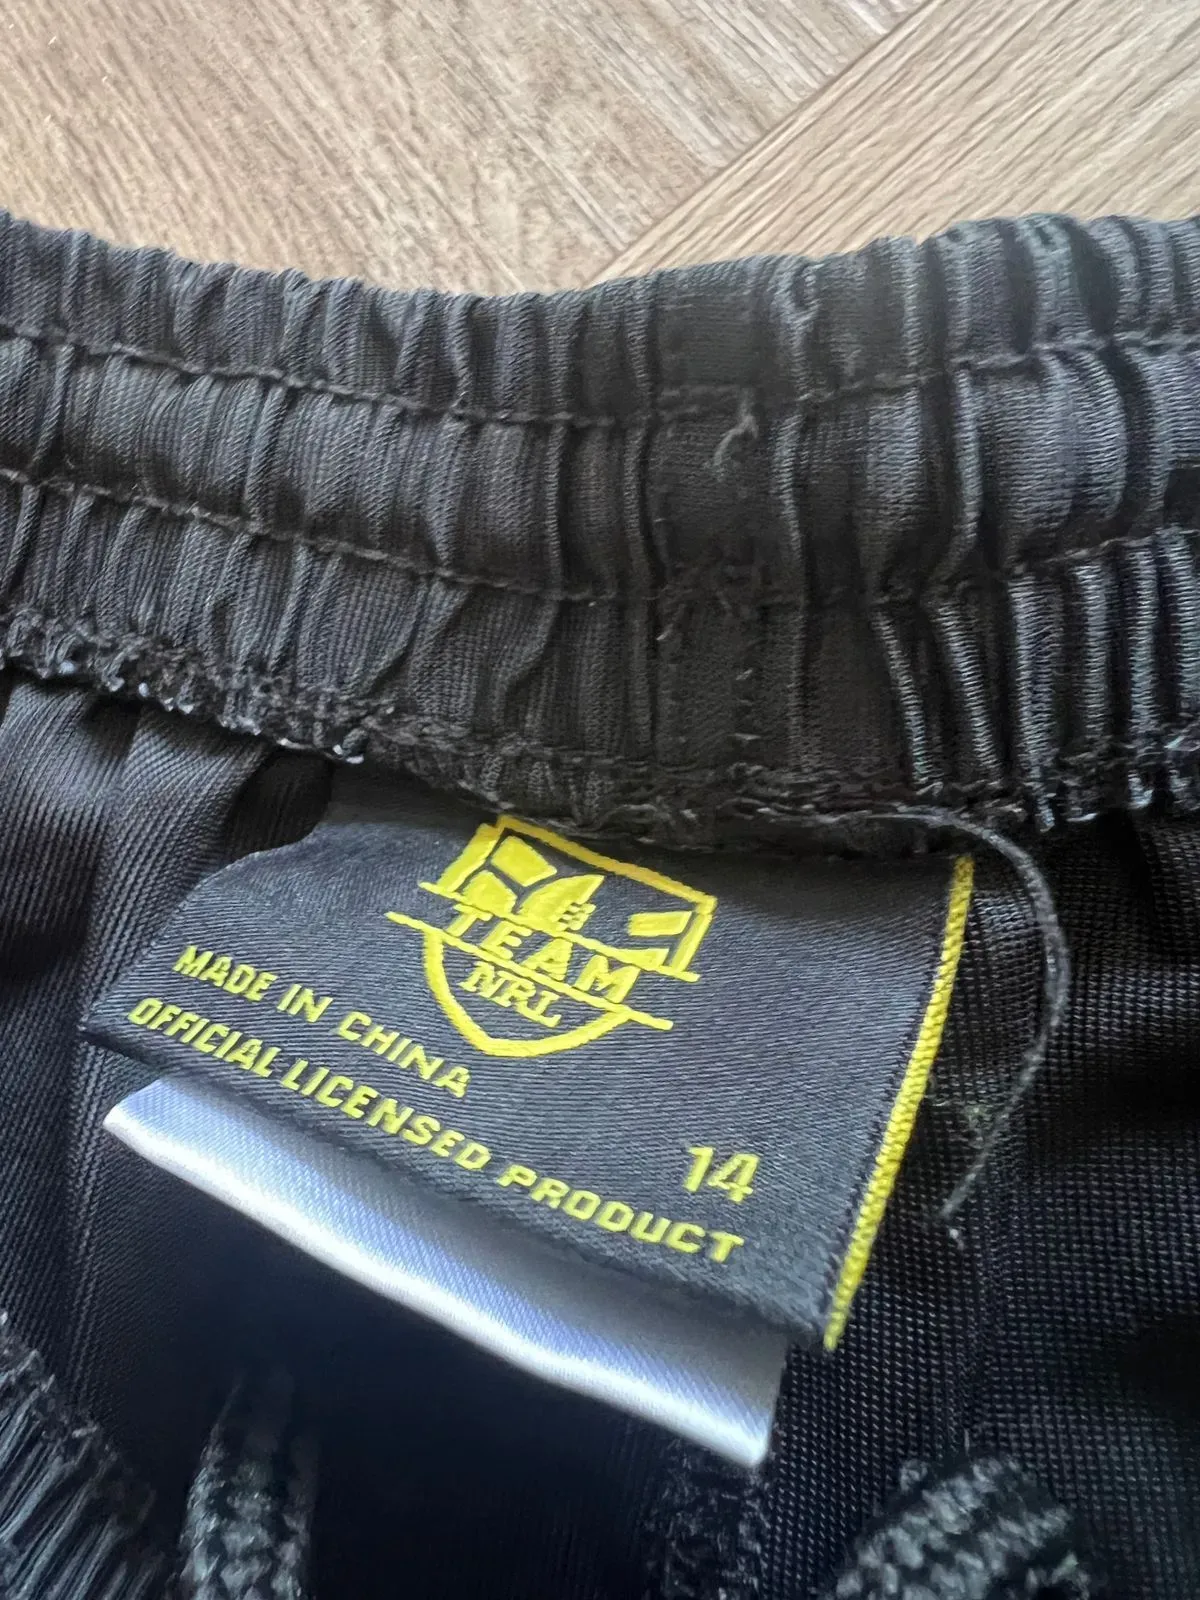 TEAM
NRL
MADE IN CHINA
OFFICIAL LICENSED PRODUCT
14